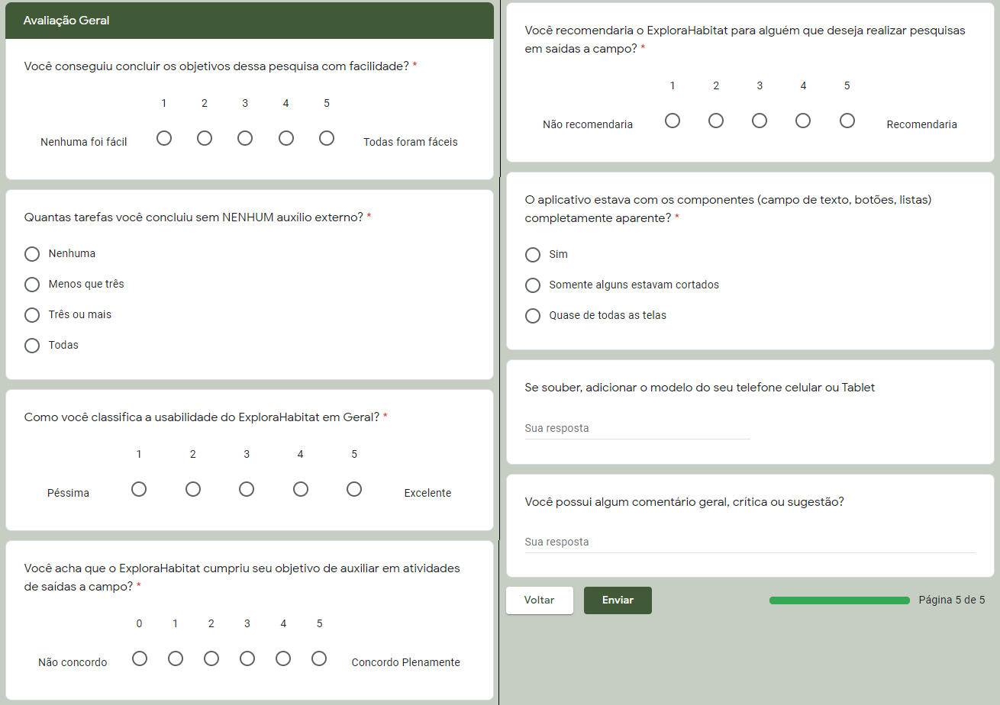 Avaliação Geral
Você conseguiu concluir os objetivos dessa pesquisa com facilidade? *
1 2 3 4 5
Nenhuma foi fácil Todas foram fáceis
Quantas tarefas você concluiu sem NENHUM auxílio externo? *
Nenhuma
Menos que três
Três ou mais
Todas
Como você classifica a usabilidade do ExploraHabitat em Geral? *
1 2 3 4 5
Péssima Excelente
Você acha que o ExploraHabitat cumpriu seu objetivo de auxiliar em atividades
de saídas a campo? *
0 1 2 3 4 5
Não concordo Concordo Plenamente
Você recomendaria o ExploraHabitat para alguém que deseja realizar pesquisas
em saídas a campo? *
1 2 3 4 5
Não recomendaria Recomendaria
O aplicativo estava com os componentes (campo de texto, botões, listas)
completamente aparente? *
Sim
Somente alguns estavam cortados
Quase de todas as telas
Se souber, adicionar o modelo do seu telefone celular ou Tablet
Sua resposta
Você possui algum comentário geral, crítica ou sugestão?
Sua resposta
Voltar Enviar Página 5 de 5